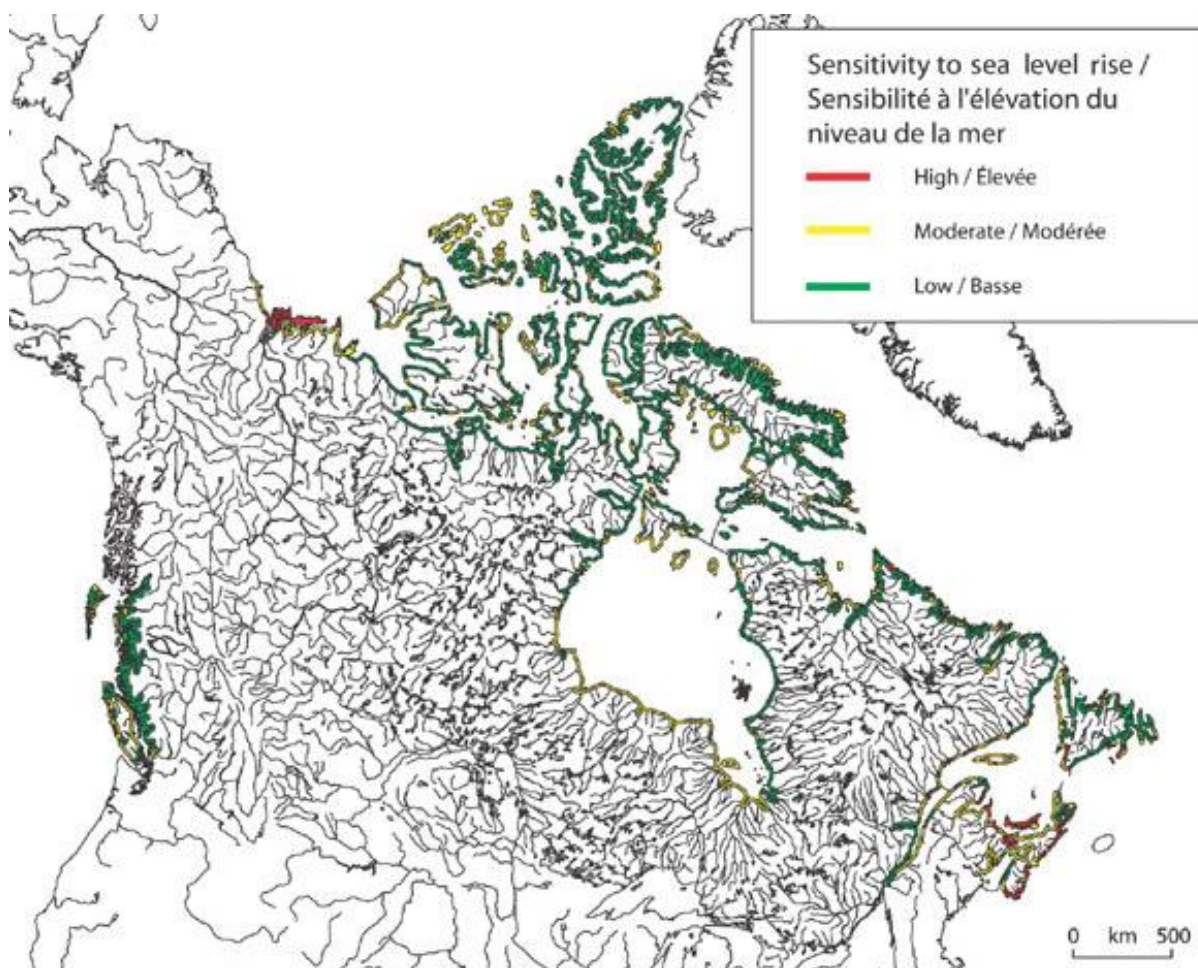 Sensitivity to sea level rise /
Sensibilité à l'élévation du
niveau de la mer
High / Élevée
Moderate / Modérée
Low / Basse
0 km 500